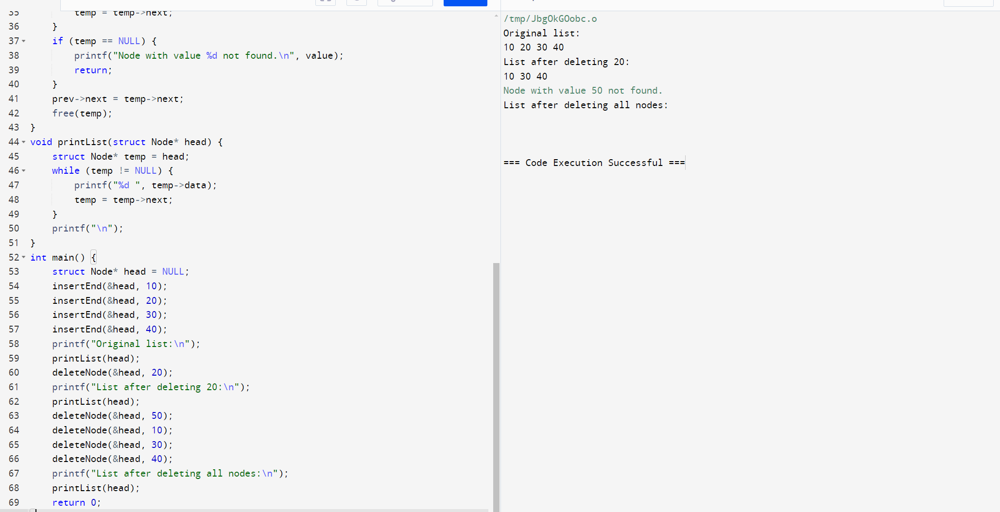 35 temp = temp->next;
36 }
37 if (temp == NULL) {
38 printf("Node with value %d not found.\n", value);
39 return;
40 }
41 prev->next = temp->next;
42 free(temp);
43 }
44 void printList(struct Node* head) {
45 struct Node* temp = head;
46 while (temp != NULL) {
47 printf("%d ", temp->data);
48 temp = temp->next;
49 }
50 printf("\n");
51 }
52 int main() {
53 struct Node* head = NULL;
54 insertEnd(&head, 10);
55 insertEnd(&head, 20);
56 insertEnd(&head, 30);
57 insertEnd(&head, 40);
58 printf("Original list:\n");
59 printList(head);
60 deleteNode(&head, 20);
61 printf("List after deleting 20:\n");
62 printList(head);
63 deleteNode(&head, 50);
64 deleteNode(&head, 10);
65 deleteNode(&head, 30);
66 deleteNode(&head, 40);
67 printf("List after deleting all nodes:\n");
68 printList(head);
69 return 0;
/tmp/JbgOkGOobc.o
Original list:
10 20 30 40
List after deleting 20:
10 30 40
Node with value 50 not found.
List after deleting all nodes:
=== Code Execution Successful ===